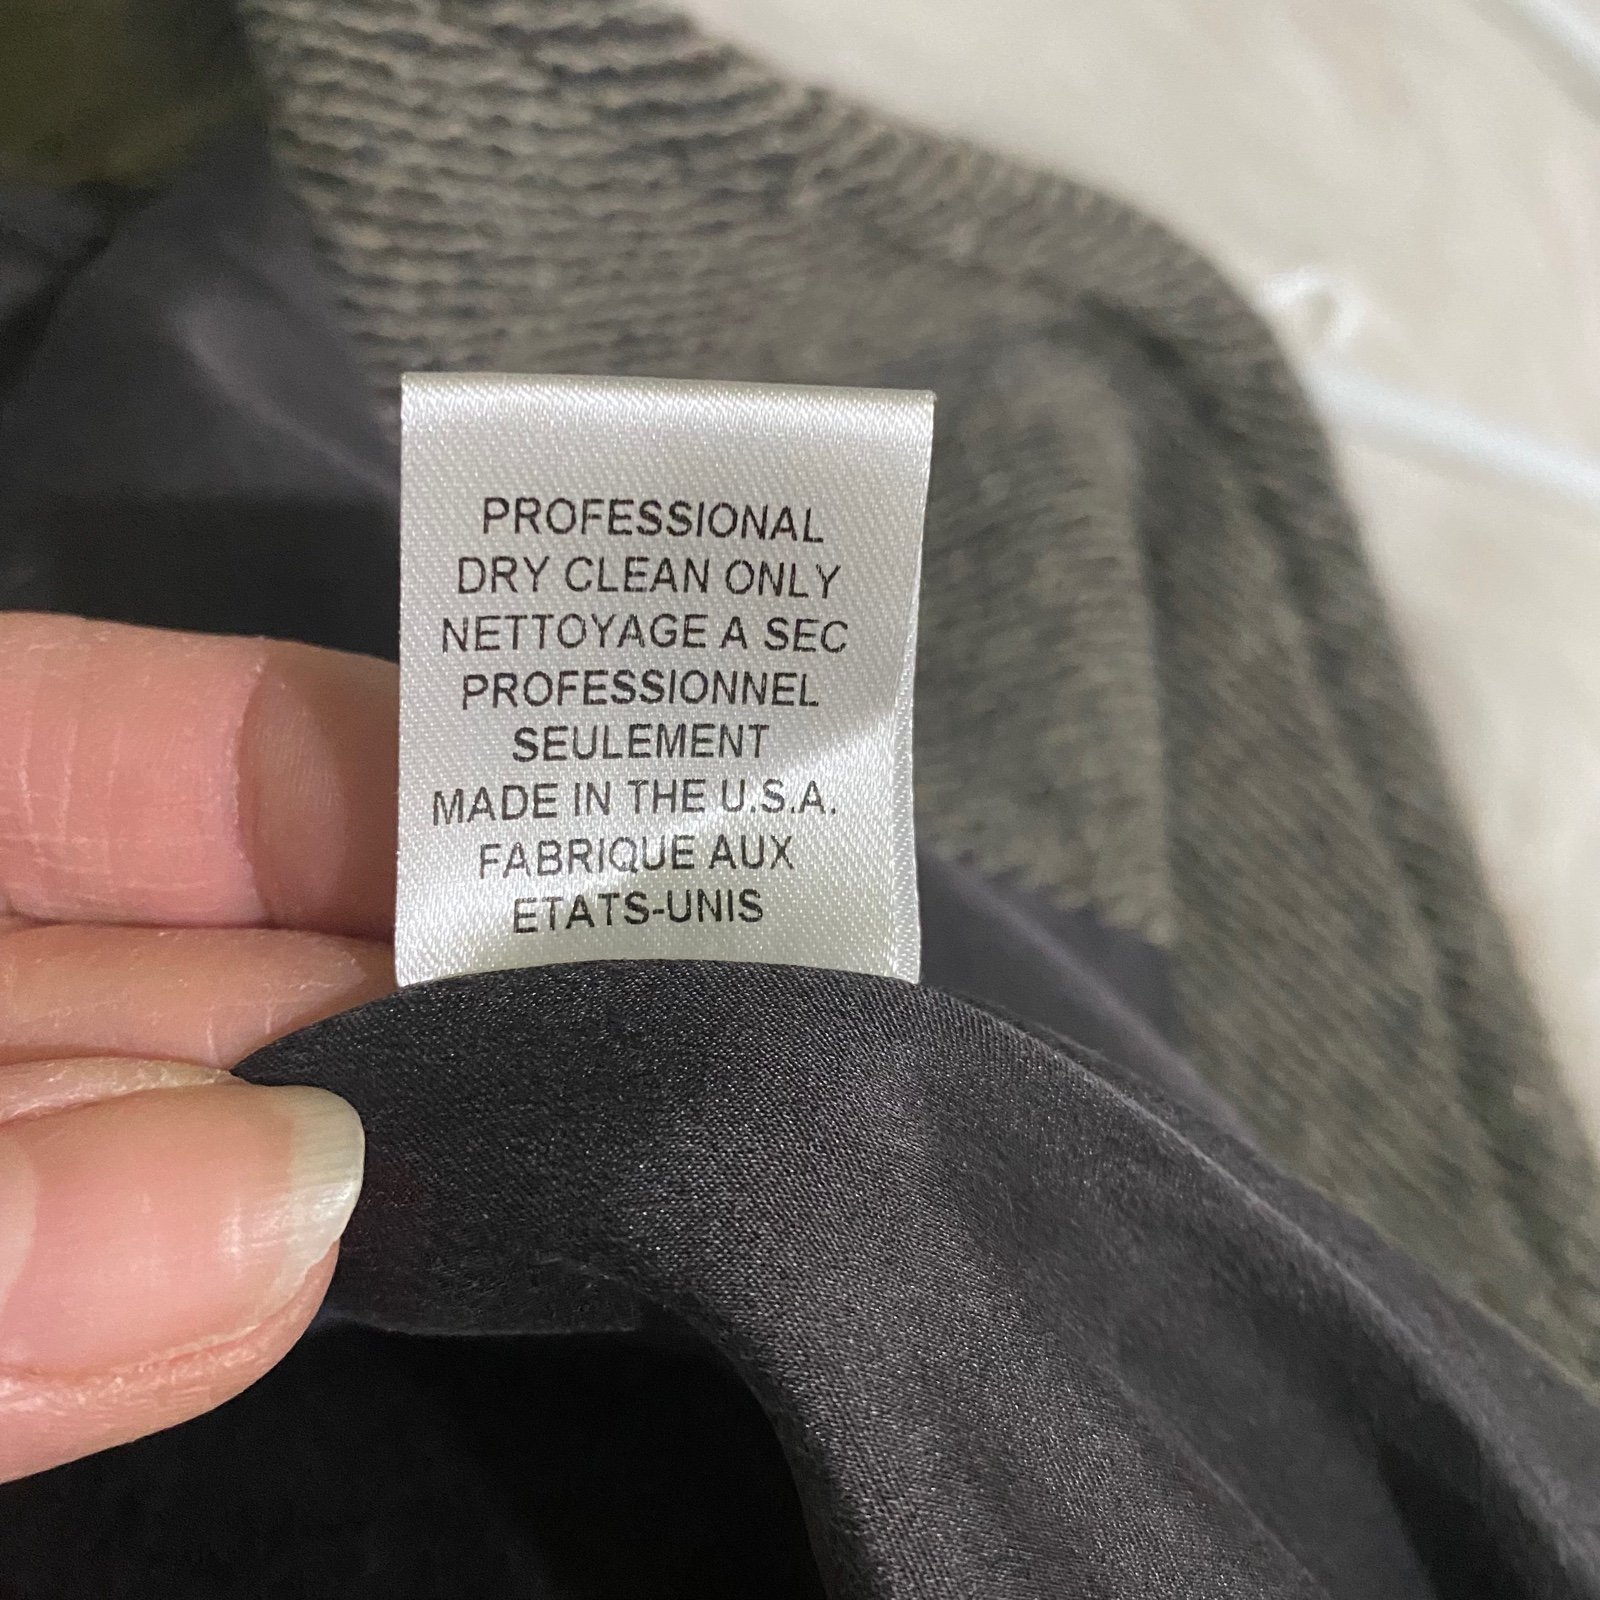 PROFESSIONAL
DRY CLEAN ONLY
NETTOYAGE A SEC
PROFESSIONNEL
SEULEMENT
MADE IN THE U.S.A.
FABRIQUE AUX
ETATS-UNIS